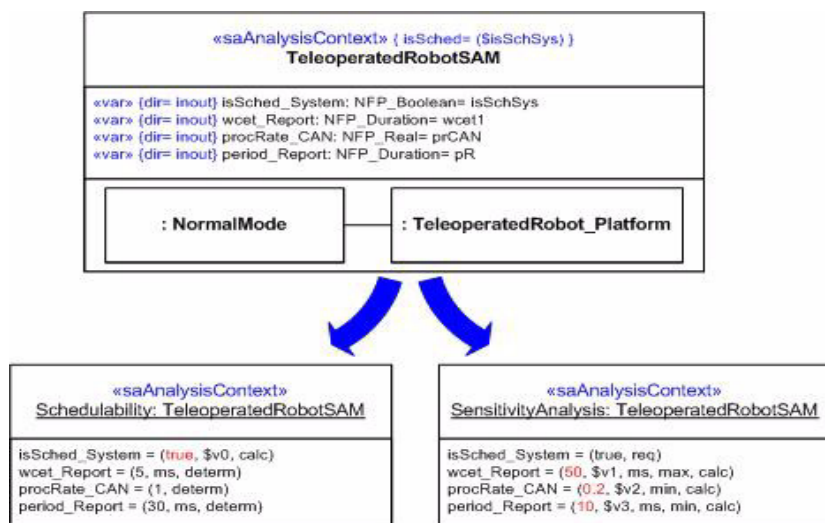 «saAnalysisContext» { isSched= ($isSchSys) }
TeleoperatedRobotSAM
«var» {dir= inout} isSched_System: NFP_Boolean= isSchSys
«var» {dir= inout} wcet_Report: NFP_Duration= wcet1
«var» {dir= inout} procRate_CAN: NFP_Real= prCAN
«var» {dir= inout} period_Report: NFP_Duration= pR
: NormalMode
: TeleoperatedRobot_Platform
«saAnalysisContext»
Schedulability: TeleoperatedRobotSAM
isSched_System = (true, $v0, calc)
wcet_Report = (5, ms, determ)
procRate_CAN = (1, determ)
period_Report = (30, ms, determ)
«saAnalysisContext»
SensitivityAnalysis: TeleoperatedRobotSAM
isSched_System = (true, req)
wcet_Report = (50, $v1, ms, max, calc)
procRate_CAN = (0.2, $v2, min, calc)
period_Report = (10, $v3, ms, min, calc)